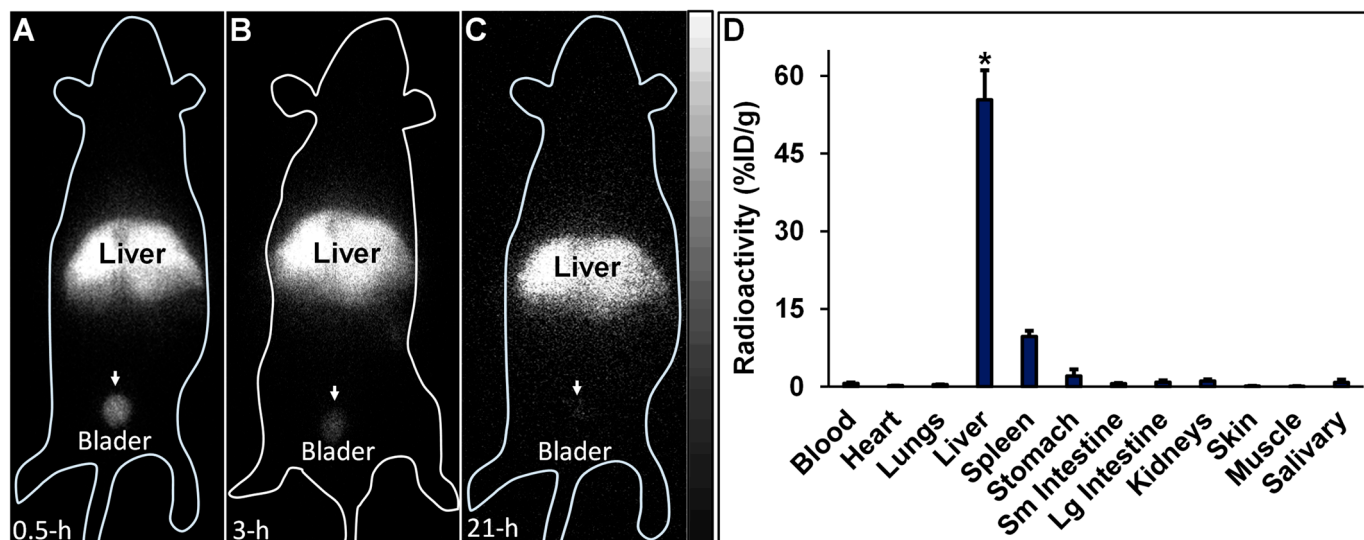 A
Liver
Blader
0.5-h
B
Liver
Blader
3-h
C
Liver
Blader
21-h
D
Radioactivity (%ID/g)
60
45
30
15
0
*
Blood
Heart
Lungs
Liver
Spleen
Stomach
Sm Intestine
Lg Intestine
Kidneys
Skin
Muscle
Salivary